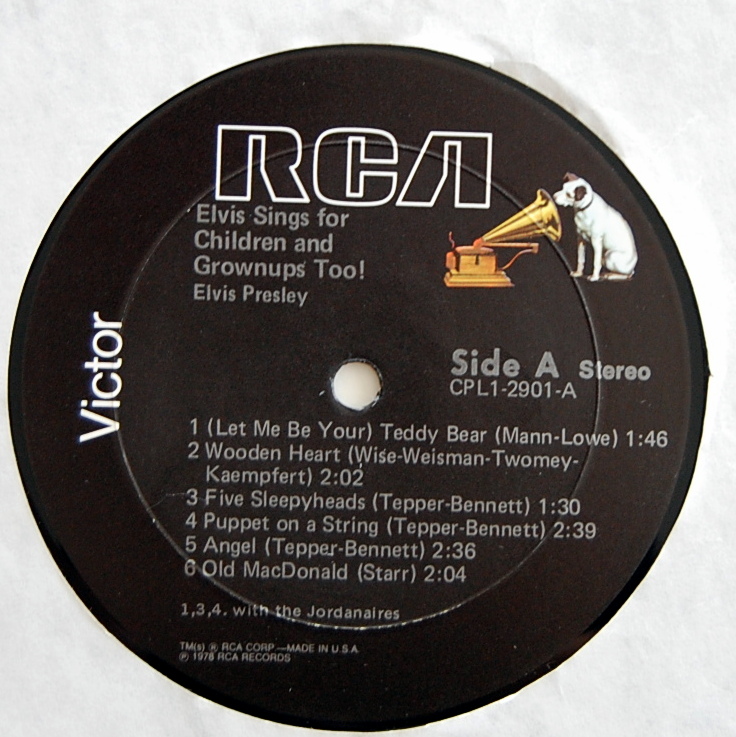 RCA
Elvis Sings for
Children and
Grownups Too!
Elvis Presley
Victor
Side A Stereo
CPL1-2901-A
1 (Let Me Be Your) Teddy Bear (Mann-Lowe) 1:46
2 Wooden Heart (Wise-Weisman-Twomey-
Kaempfert) 2:02
3 Five Sleepyheads (Tepper-Bennett) 1:30
4 Puppet on a String (Tepper-Bennett) 2:39
5 Angel (Tepper-Bennett) 2:36
6 Old MacDonald (Starr) 2:04
1,3,4. with the Jordanaires
TM(s) ® RCA CORP.—MADE IN U.S.A.
℗ 1978 RCA RECORDS